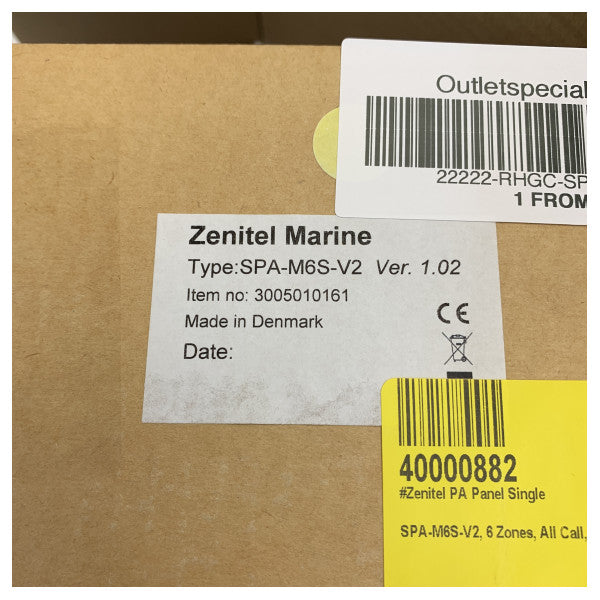 Outletspecial
22222-RHGC-SP
1 FROM
Zenitel Marine
Type:SPA-M6S-V2 Ver. 1.02
Item no: 3005010161
Made in Denmark
CE
Date:
40000882
#Zenitel PA Panel Single
SPA-M6S-V2, 6 Zones, All Call,